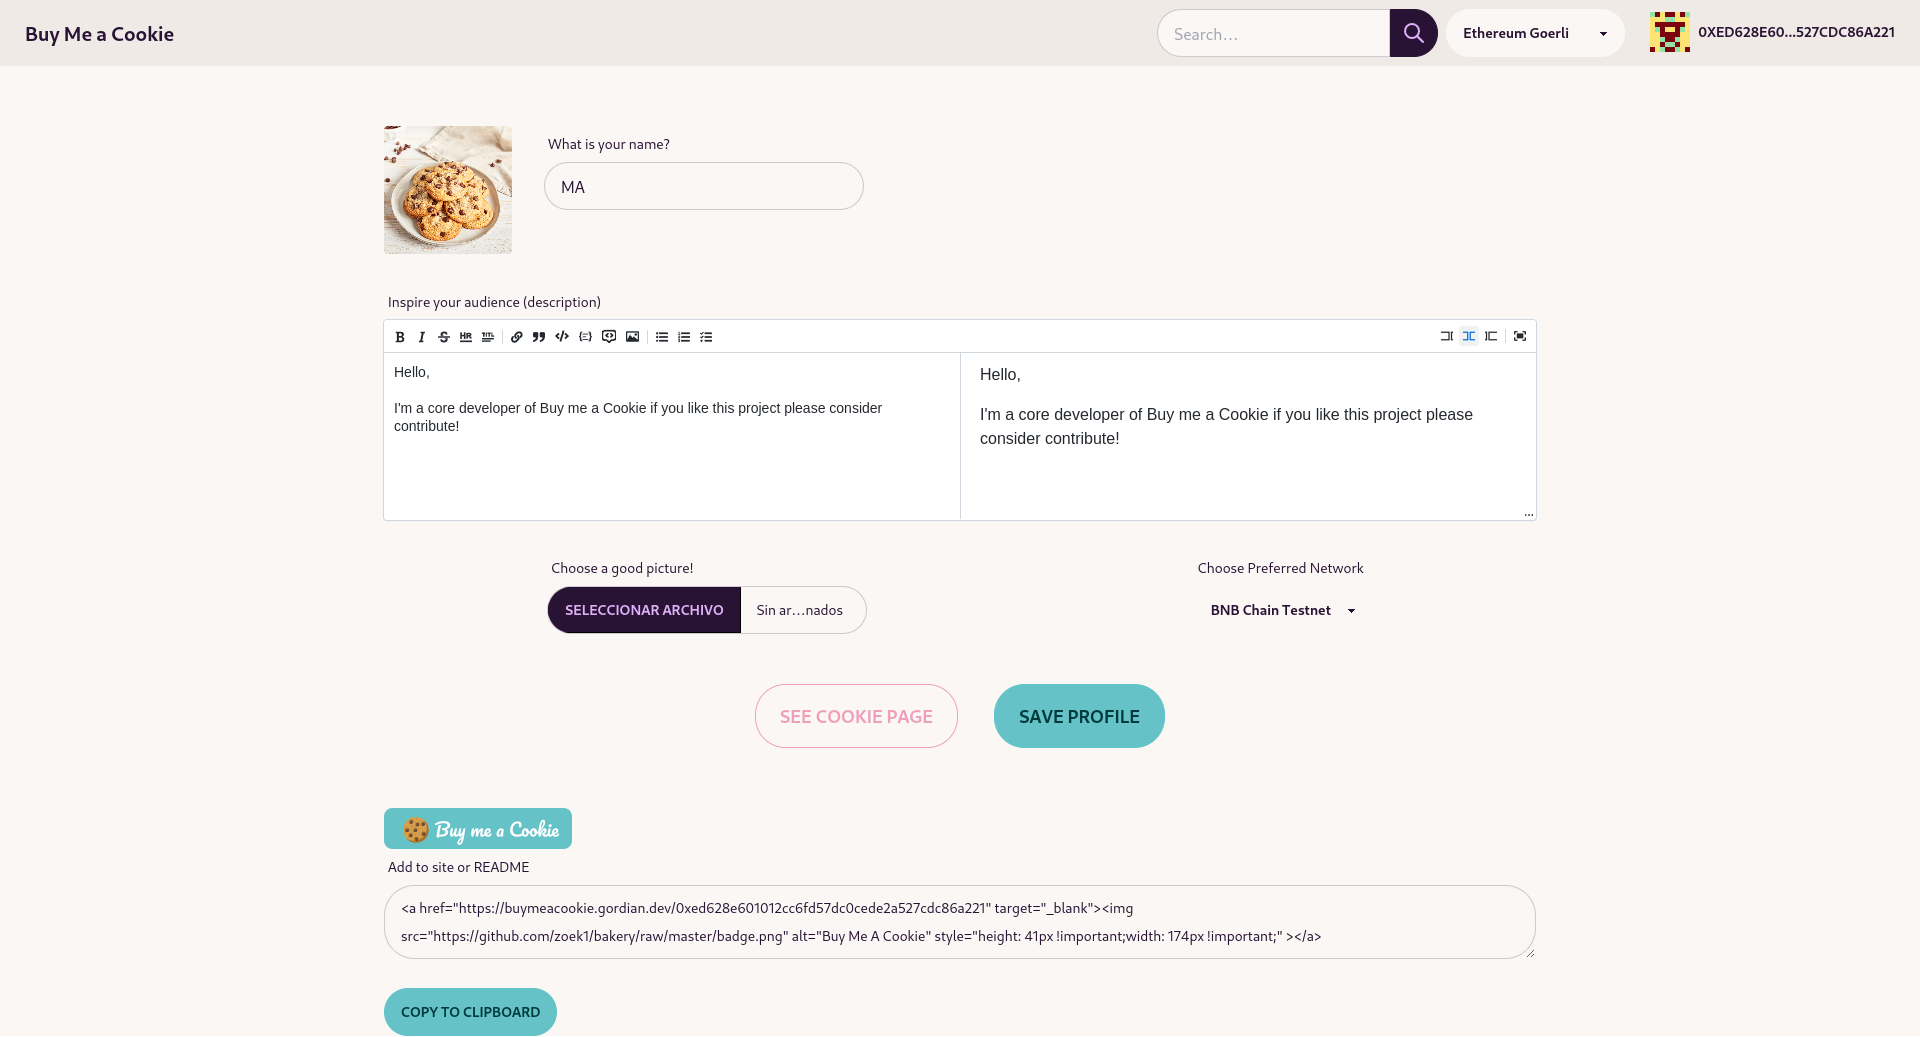 Buy Me a Cookie
Search...
Ethereum Goerli
0XED628E60...527CDC86A221
What is your name?
MA
Inspire your audience (description)
B I S HR TITL
Hello,
I'm a core developer of Buy me a Cookie if you like this project please consider
contribute!
Hello,
I'm a core developer of Buy me a Cookie if you like this project please
consider contribute!
Choose a good picture!
SELECCIONAR ARCHIVO
Sin ar...nados
Choose Preferred Network
BNB Chain Testnet
SEE COOKIE PAGE
SAVE PROFILE
Buy me a Cookie
Add to site or README
<a href="https://buymeacookie.gordian.dev/0xed628e601012cc6fd57dc0cede2a527cdc86a221" target="_blank"><img
src="https://github.com/zoek1/bakery/raw/master/badge.png" alt="Buy Me A Cookie" style="height: 41px !important;width: 174px !important;" ></a>
COPY TO CLIPBOARD